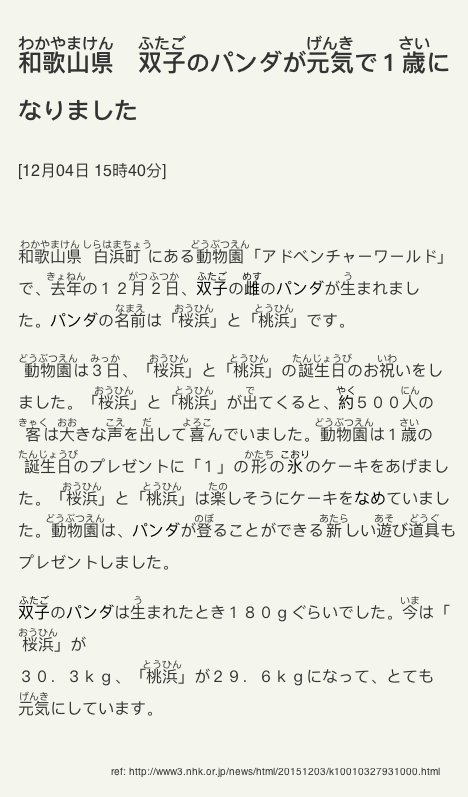 和歌山県　双子のパンダが元気で１歳に
なりました
[12月04日 15時40分]
和歌山県白浜町にある動物園「アドベンチャーワールド」
で、去年の１２月２日、双子の雌のパンダが生まれまし
た。パンダの名前は「桜浜」と「桃浜」です。
動物園は３日、「桜浜」と「桃浜」の誕生日のお祝いをし
ました。「桜浜」と「桃浜」が出てくると、約５００人の
客は大きな声を出して喜んでいました。動物園は１歳の
誕生日のプレゼントに「１」の形の氷のケーキをあげまし
た。「桜浜」と「桃浜」は楽しそうにケーキをなめていまし
た。動物園は、パンダが登ることができる新しい遊び道具も
プレゼントしました。
双子のパンダは生まれたとき１８０ｇぐらいでした。今は「
桜浜」が
３０．３ｋｇ、「桃浜」が２９．６ｋｇになって、とても
元気にしています。
ref: http://www3.nhk.or.jp/news/html/20151203/k10010327931000.html